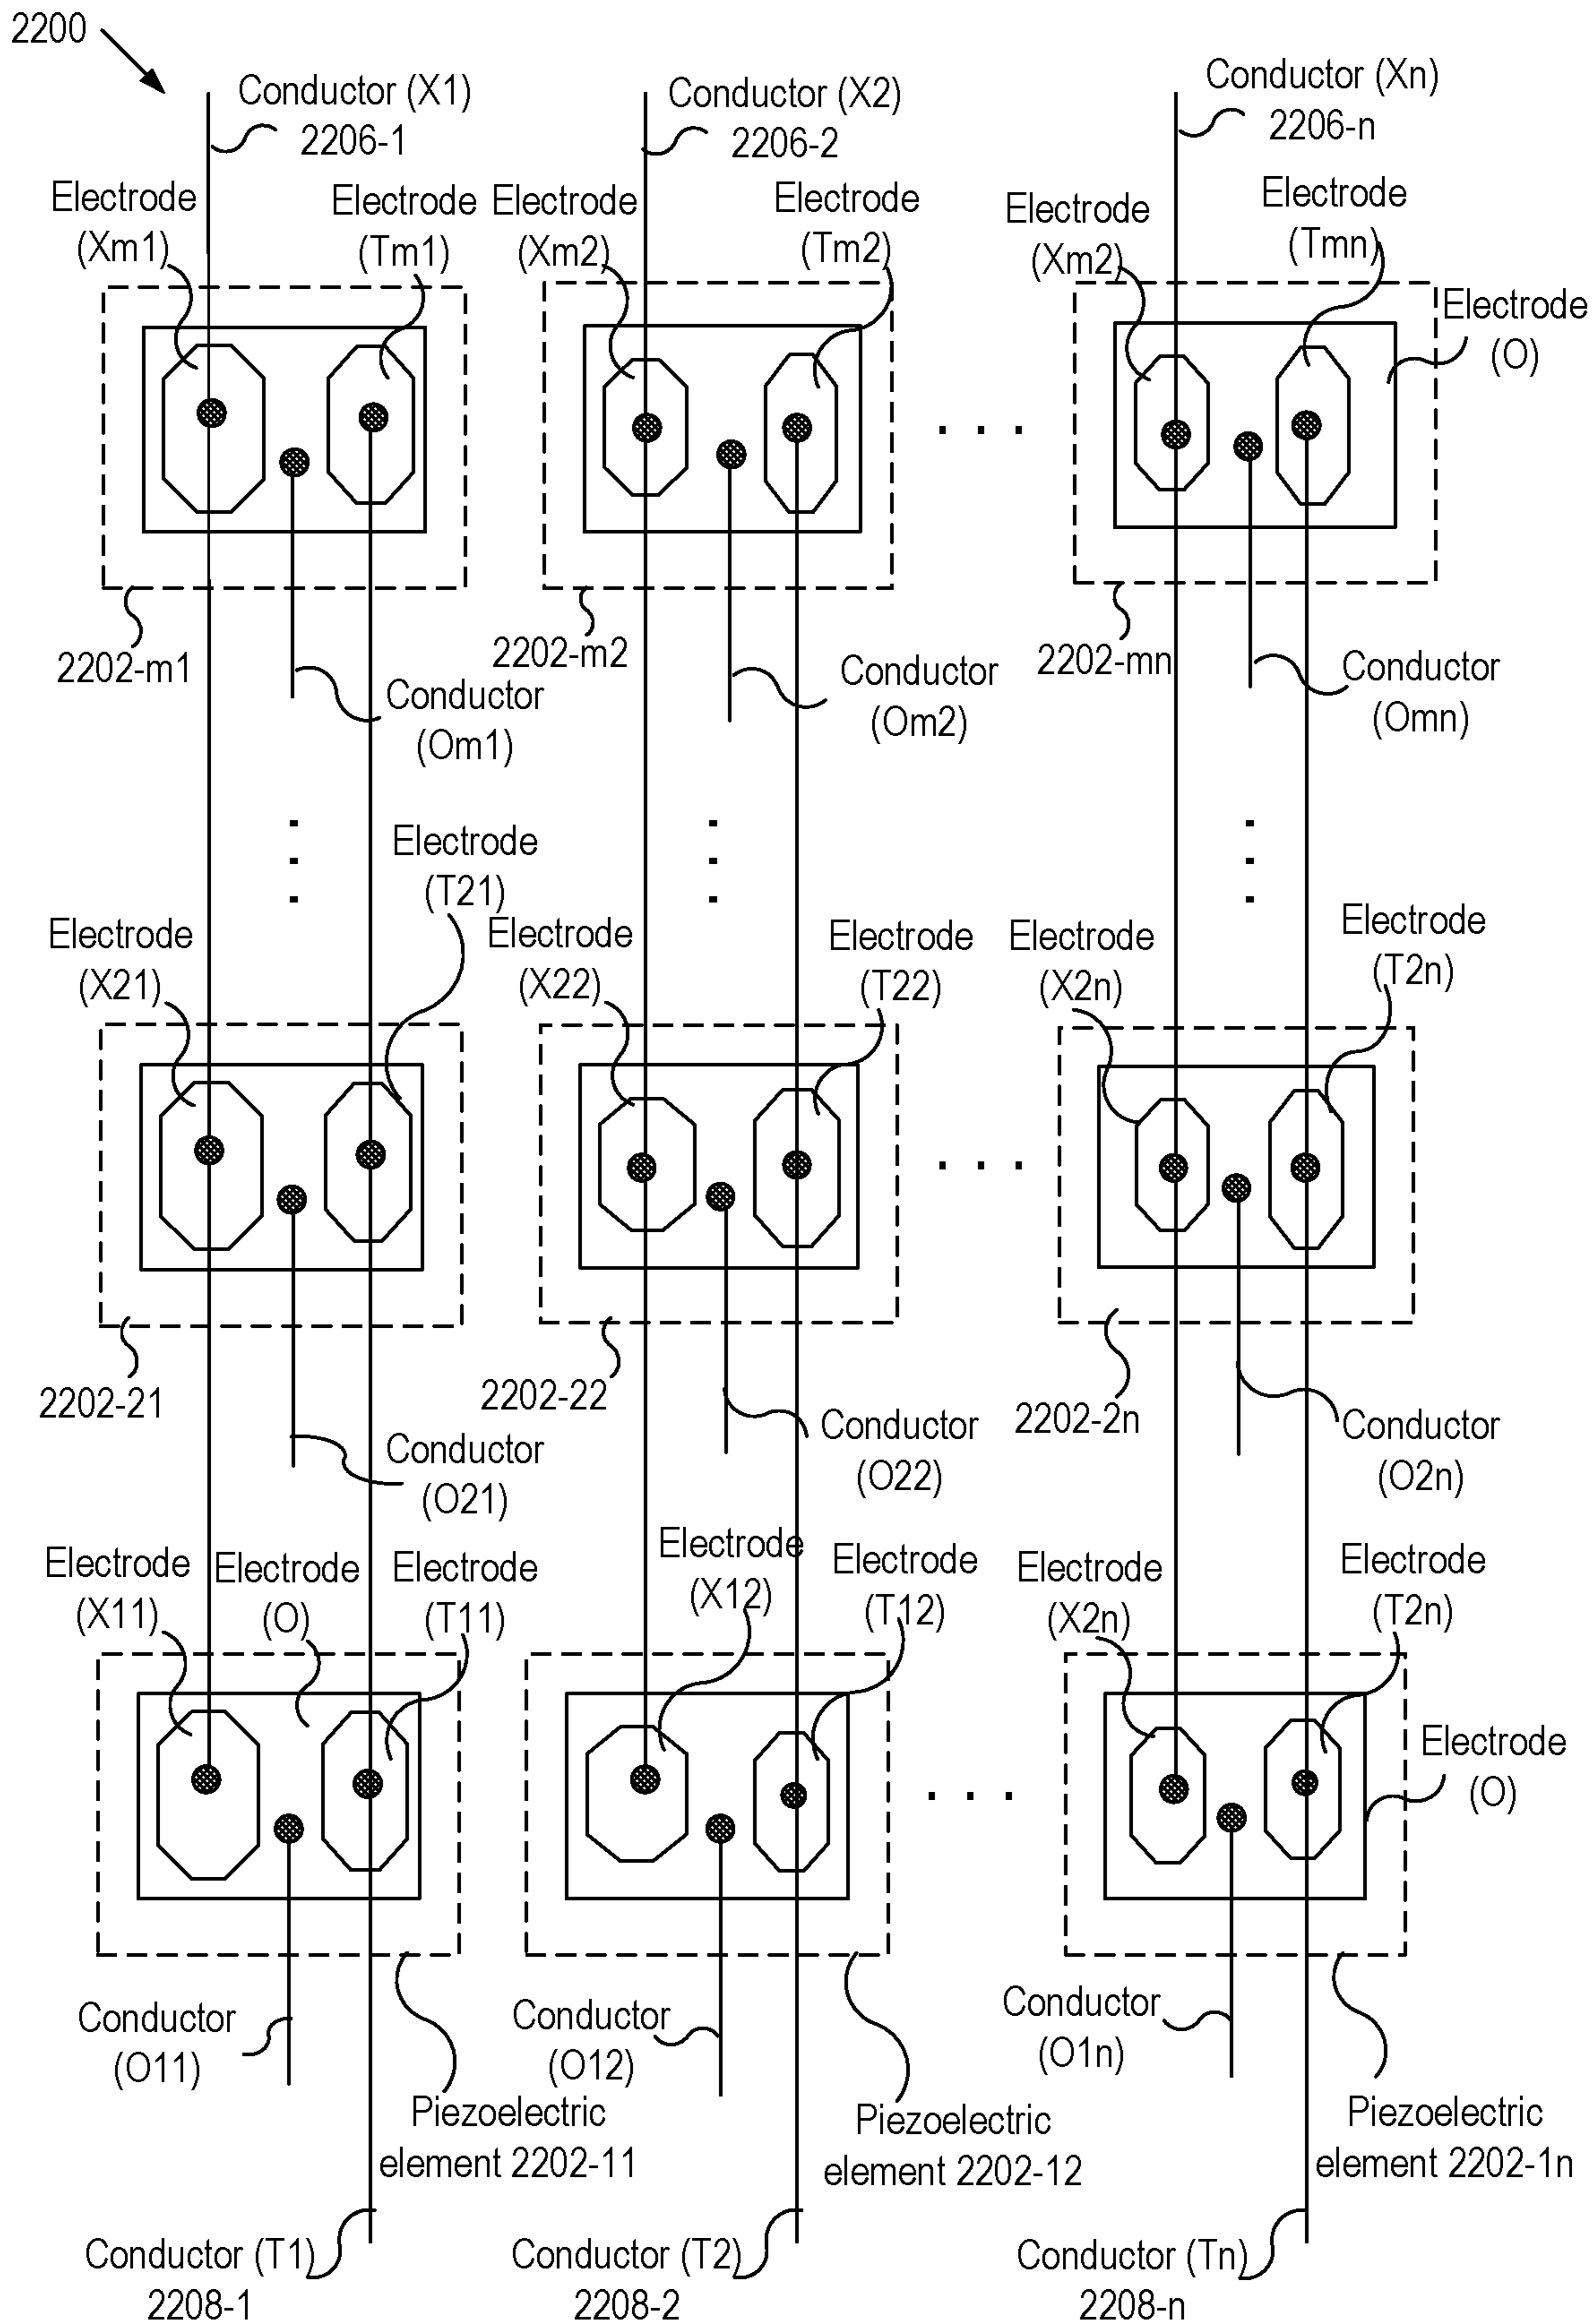 2200
Conductor (X1)
2206-1
Conductor (X2)
2206-2
Conductor (Xn)
2206-n
Electrode
(Xm1)
Electrode
(Tm1)
Electrode
(Xm2)
Electrode
(Tm2)
Electrode
(Xm2)
Electrode
(Tmn)
Electrode
(O)
2202-m1
Conductor
(Om1)
2202-m2
Conductor
(Om2)
2202-mn
Conductor
(Omn)
Electrode
(X21)
Electrode
(T21)
Electrode
(X22)
Electrode
(T22)
Electrode
(X2n)
Electrode
(T2n)
2202-21
Conductor
(O21)
2202-22
Conductor
(O22)
2202-2n
Conductor
(O2n)
Electrode
(X11)
Electrode
(O)
Electrode
(T11)
Electrode
(X12)
Electrode
(T12)
Electrode
(X2n)
Electrode
(T2n)
Electrode
(O)
Conductor
(O11)
Piezoelectric
element 2202-11
Conductor
(O12)
Piezoelectric
element 2202-12
Conductor
(O1n)
Piezoelectric
element 2202-1n
Conductor (T1)
2208-1
Conductor (T2)
2208-2
Conductor (Tn)
2208-n